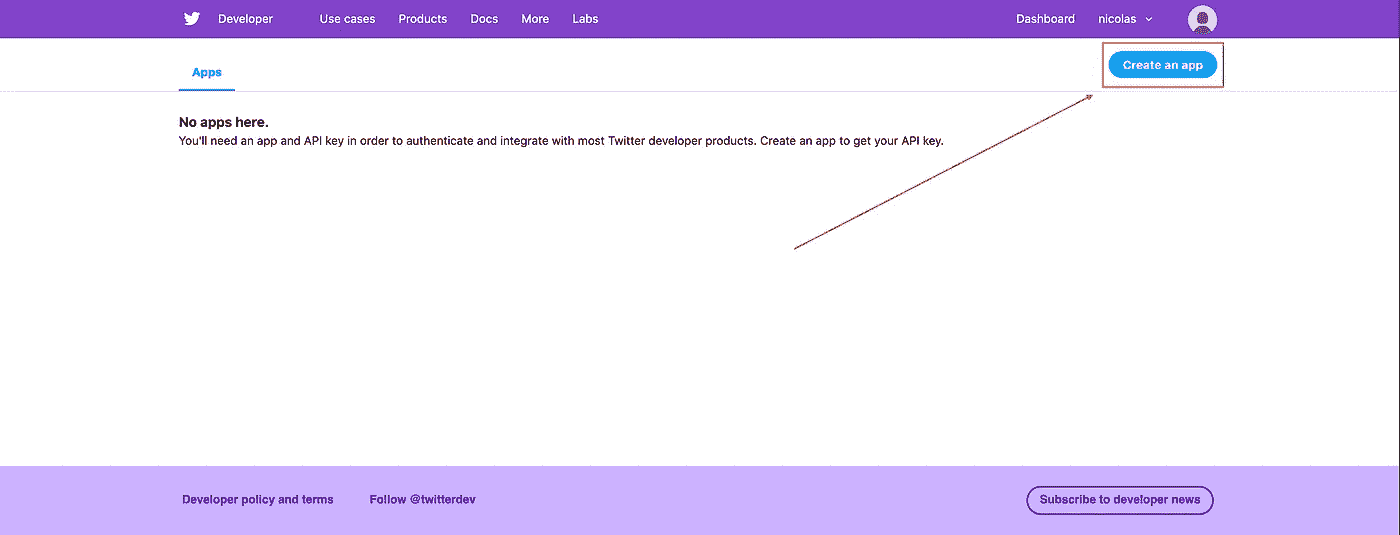 Developer Use cases Products Docs More Labs Dashboard nicolas
Apps
Create an app
No apps here.
You'll need an app and API key in order to authenticate and integrate with most Twitter developer products. Create an app to get your API key.
Developer policy and terms Follow @twitterdev Subscribe to developer news